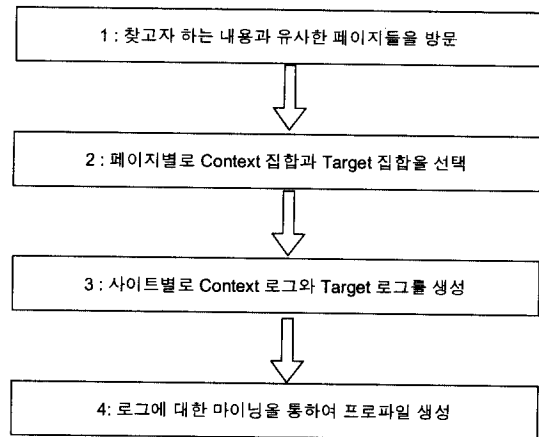 1 : 찾고자 하는 내용과 유사한 페이지들을 방문
2 : 페이지별로 Context 집합과 Target 집합을 선택
3 : 사이트별로 Context 로그와 Target 로그를 생성
4: 로그에 대한 마이닝을 통하여 프로파일 생성